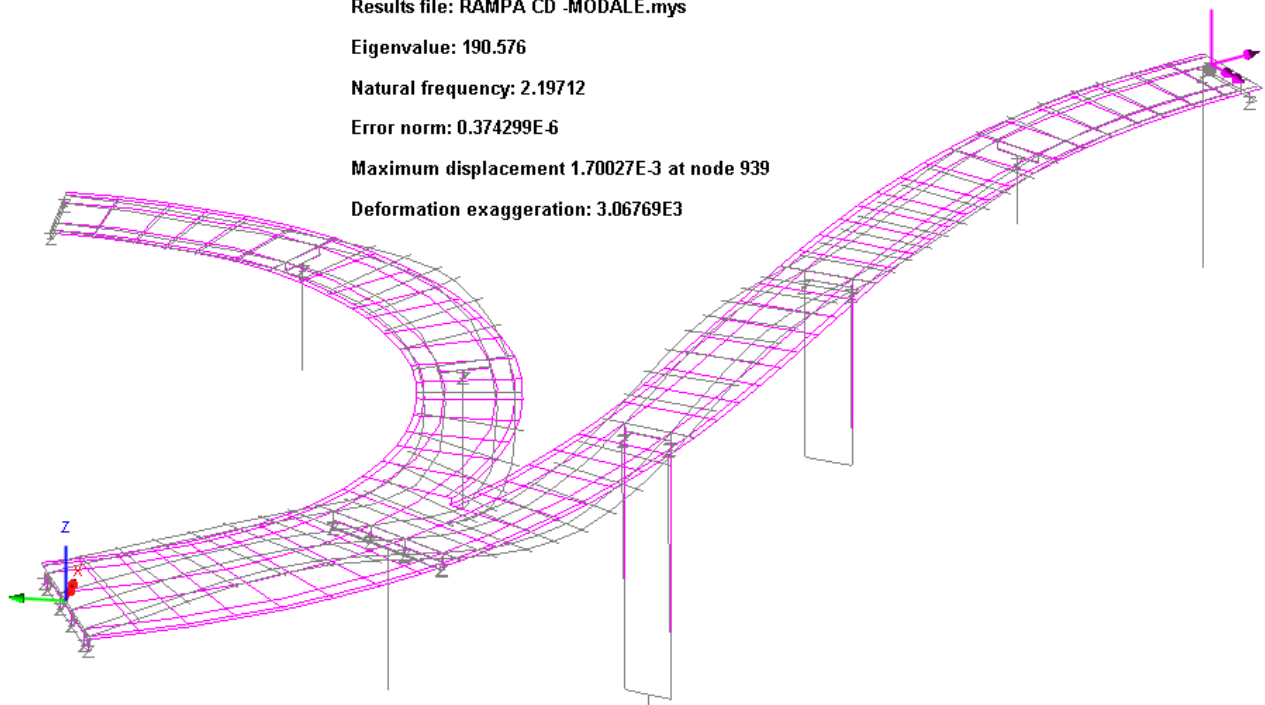 Results file: RAMPA CD -MODALE.mys
Eigenvalue: 190.576
Natural frequency: 2.19712
Error norm: 0.374299E-6
Maximum displacement 1.70027E-3 at node 939
Deformation exaggeration: 3.06769E3
Z
X